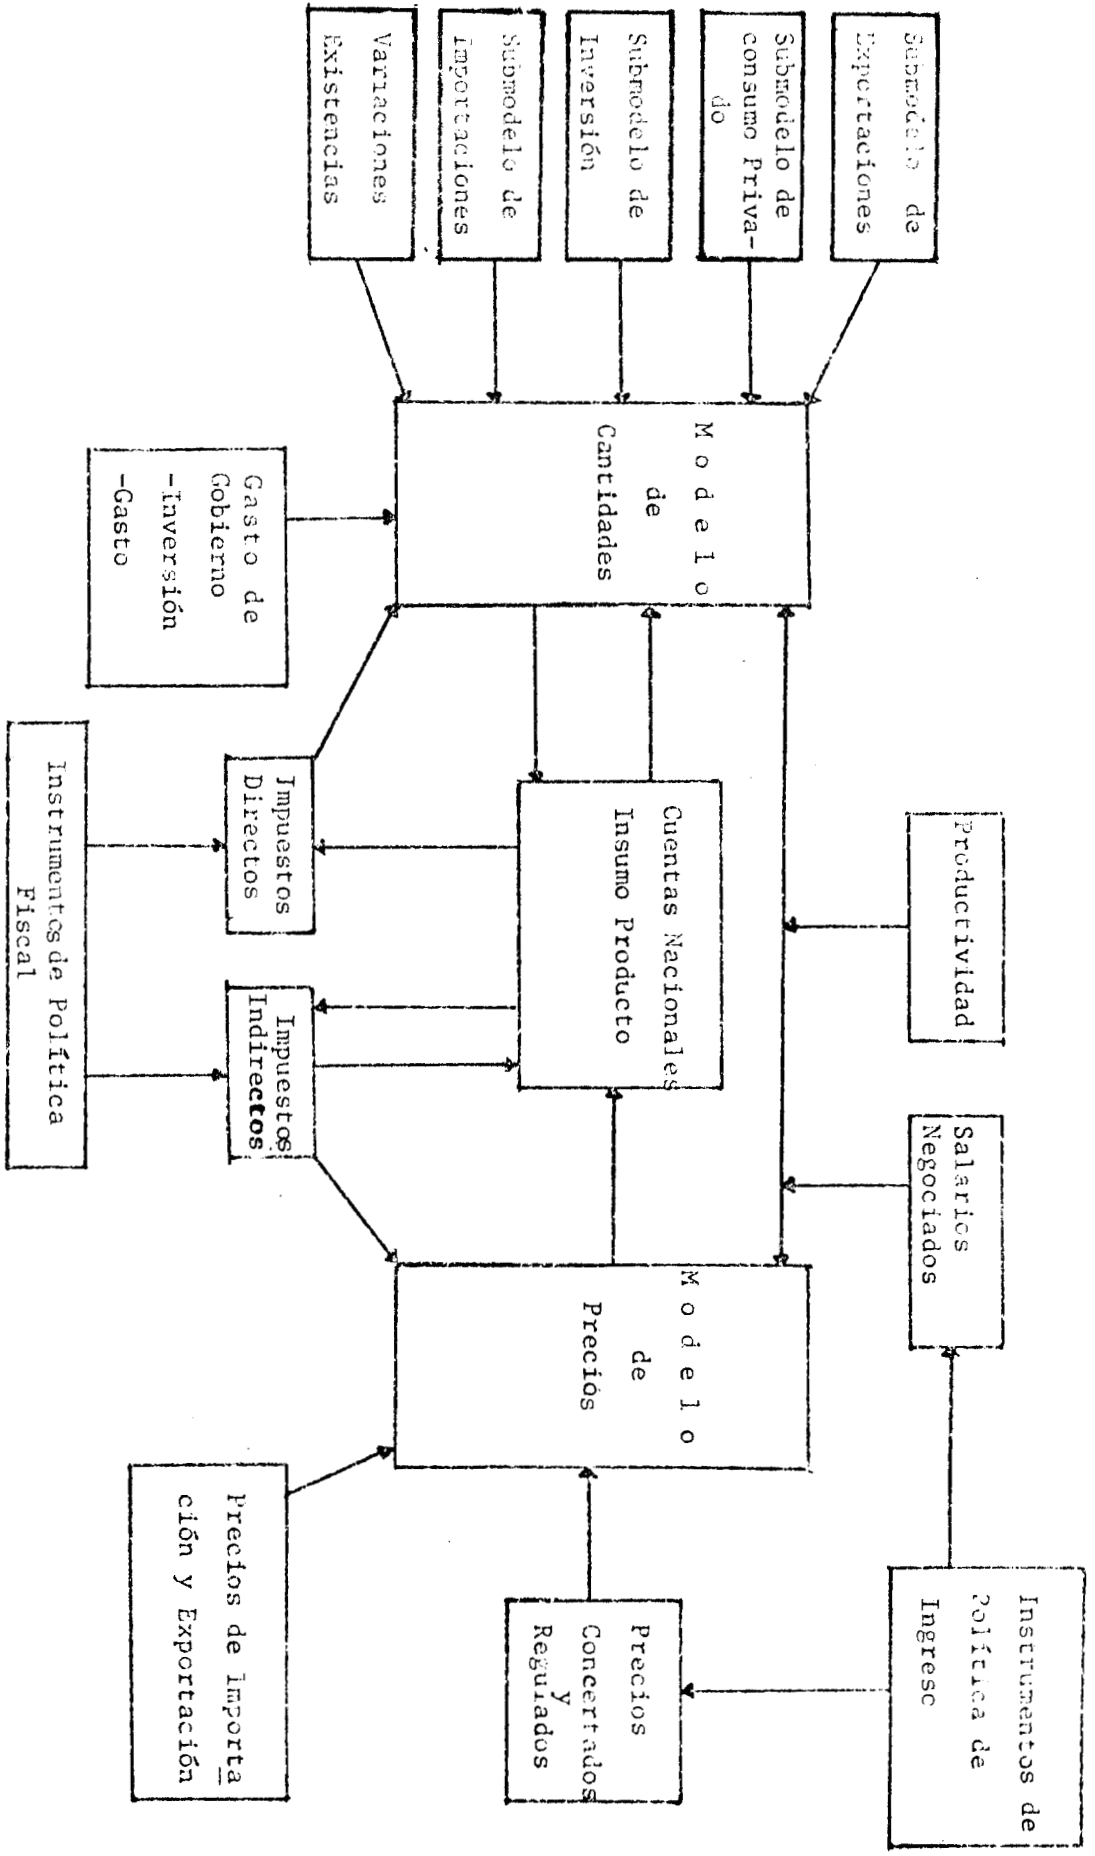 Submodelo de
Exportaciones
Submodelo de
consumo Priva-
do
Submodelo de
Inversión
Submodelo de
Importaciones
Variaciones
Existencias
M o d e l o
de
Cantidades
Gasto de
Gobierno
-Inversión
-Gasto
Productividad
Salarios
Negociados
Instrumentos de
Política de
Ingreso
Cuentas Nacionales
Insumo Producto
M o d e l o
de
Precios
Precios
Concertados
y
Regulados
Impuestos
Directos
Impuestos
Indirectos
Precios de Importa
ción y Exportación
Instrumentos de Política
Fiscal